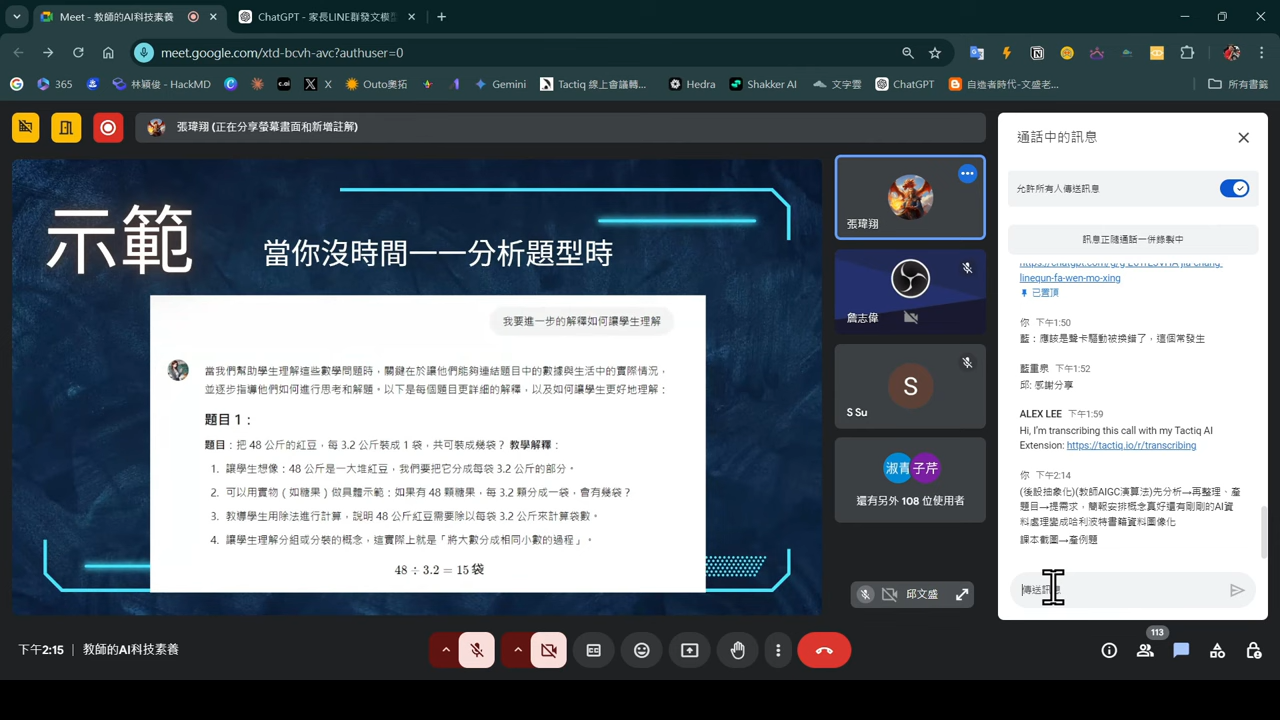 Meet - 教師的AI科技素養
ChatGPT - 家長LINE群發文模型
meet.google.com/xtd-bcvh-avc?authuser=0
365
林穎俊 - HackMD
c.ai
X
Outo奧拓
Gemini
Tactiq 線上會議轉...
Hedra
Shakker AI
文字雲
ChatGPT
自造者時代-文盛老...
所有書籤
張瑋翔 (正在分享螢幕畫面和新增註解)
示範
當你沒時間一一分析題型時
我要進一步的解釋如何讓學生理解
當我們幫助學生理解這些數學問題時，關鍵在於讓他們能夠連結題目中的數據與生活中的實際情況，
並逐步指導他們如何進行思考和解題。以下是每個題目更詳細的解釋，以及如何讓學生更好地理解：
題目 1：
題目：把 48 公斤的紅豆，每 3.2 公斤裝成 1 袋，共可裝成幾袋？ 教學解釋：
1. 讓學生想像：48 公斤是一大堆紅豆，我們要把它分成每袋 3.2 公斤的部分。
2. 可以用實物（如糖果）做具體示範：如果有 48 顆糖果，每 3.2 顆分成一袋，會有幾袋？
3. 教導學生用除法進行計算，說明 48 公斤紅豆需要除以每袋 3.2 公斤來計算袋數。
4. 讓學生理解分組或分裝的概念，這實際上就是「將大數分成相同小數的過程」。
48 ÷ 3.2 = 15 袋
張瑋翔
詹志偉
S
S Su
淑青
子芹
還有另外 108 位使用者
邱文盛
通話中的訊息
允許所有人傳送訊息
訊息正隨通話一併錄製中
linequn-fa-wen-mo-xing
已置頂
你 下午1:50
藍：應該是聲卡驅動被換錯了，這個常發生
藍重泉 下午1:52
邱: 感謝分享
ALEX LEE 下午1:59
Hi, I'm transcribing this call with my Tactiq AI
Extension: https://tactiq.io/r/transcribing
你 下午2:14
(後設抽象化)(教師AIGC演算法)先分析→再整理、產
題目→提需求，簡報安排概念真好還有剛剛的AI資
料處理變成哈利波特書籍資料圖像化
課本截圖→產例題
傳送訊息
下午2:15
教師的AI科技素養
113